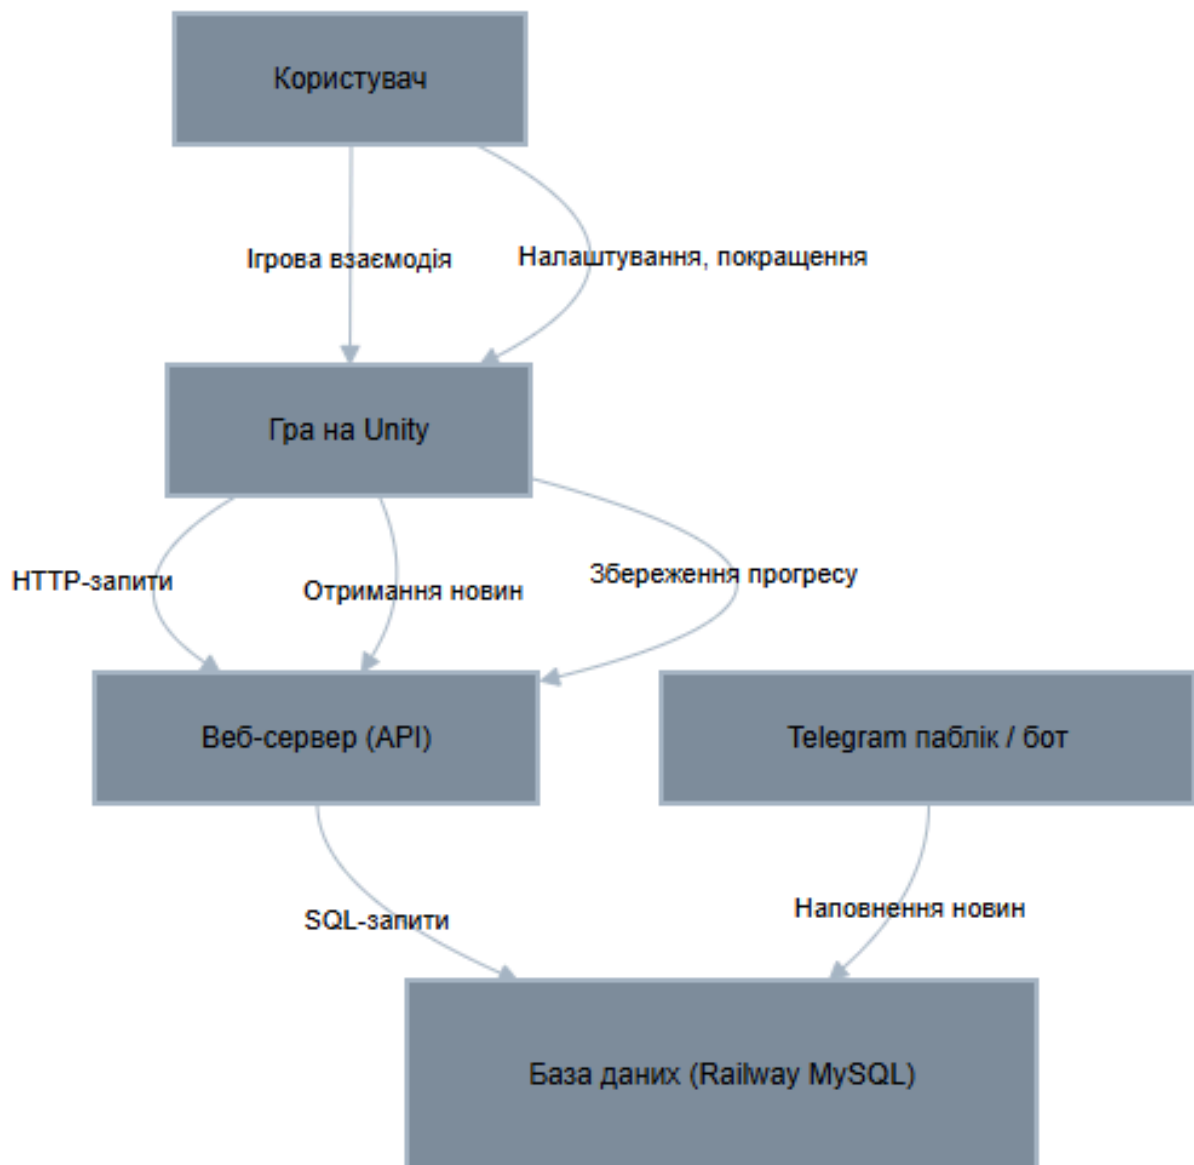 Користувач
Ігрова взаємодія
Налаштування, покращення
Гра на Unity
HTTP-запити
Отримання новин
Збереження прогресу
Веб-сервер (API)
Telegram паблік / бот
SQL-запити
Наповнення новин
База даних (Railway MySQL)